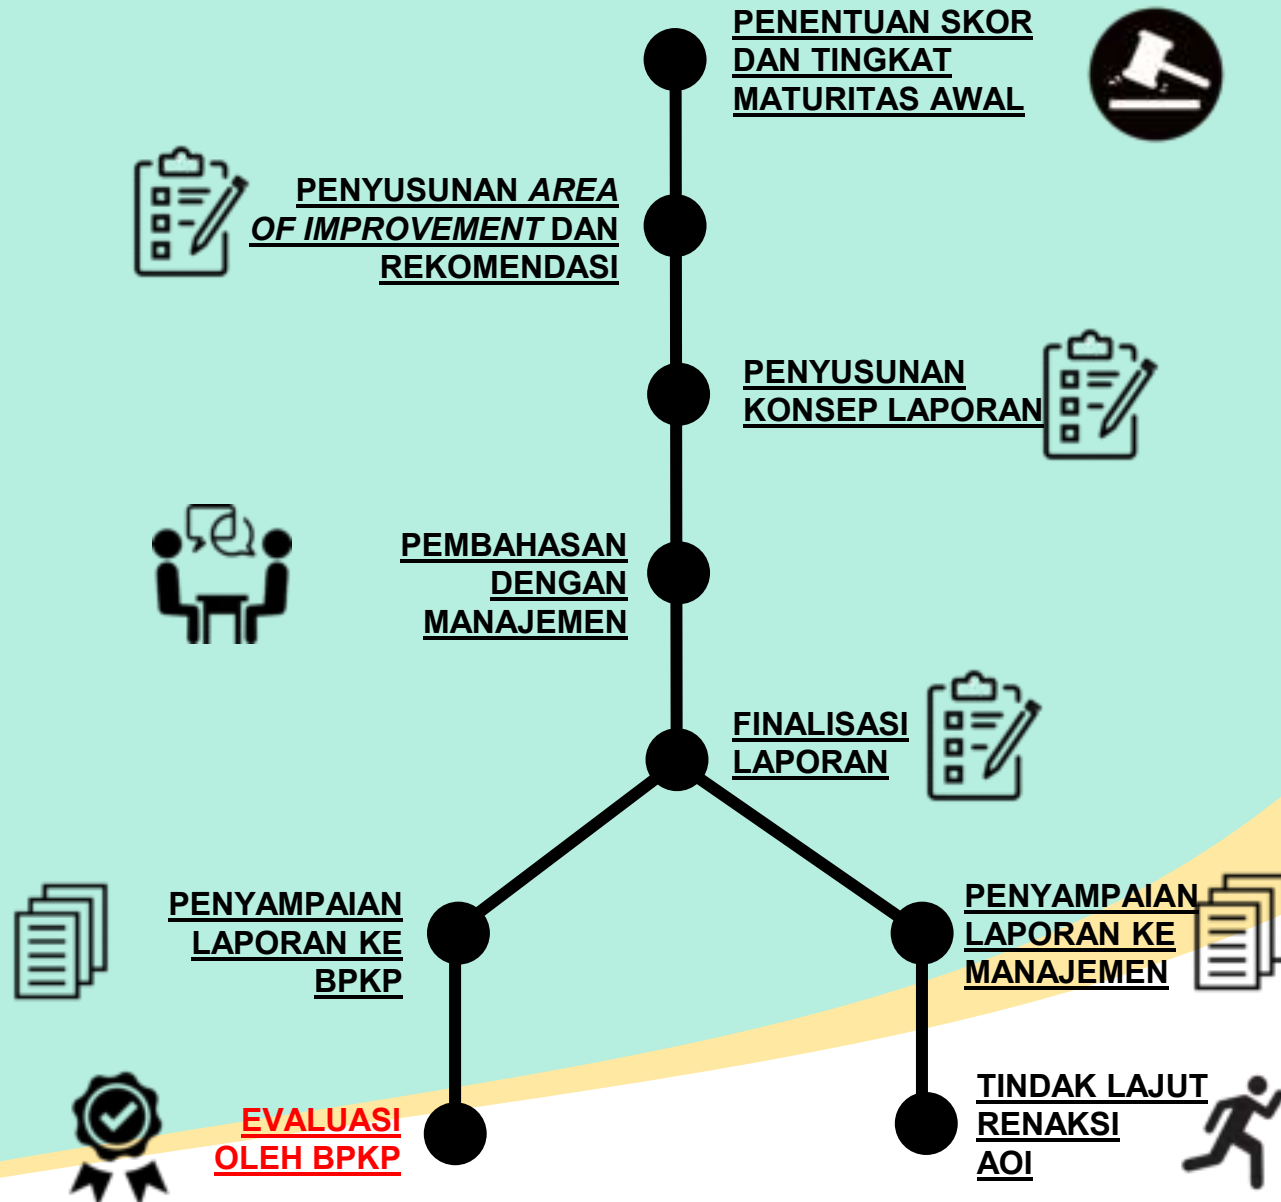 PENENTUAN SKOR
DAN TINGKAT
MATURITAS AWAL
PENYUSUNAN AREA
OF IMPROVEMENT DAN
REKOMENDASI
PENYUSUNAN
KONSEP LAPORAN
PEMBAHASAN
DENGAN
MANAJEMEN
FINALISASI
LAPORAN
PENYAMPAIAN
LAPORAN KE
BPKP
PENYAMPAIAN
LAPORAN KE
MANAJEMEN
EVALUASI
OLEH BPKP
TINDAK LAJUT
RENAKSI
AOI